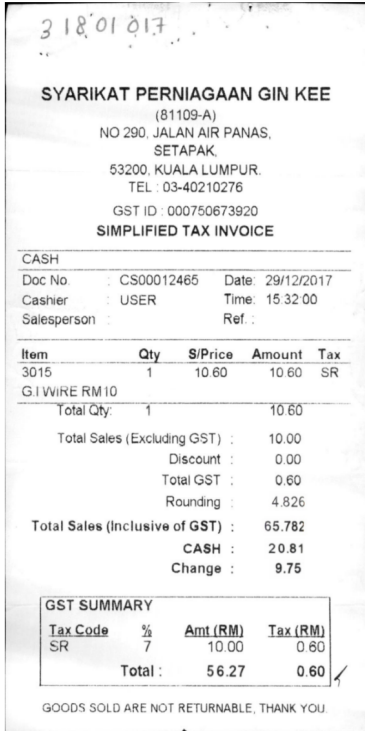 3 18 01 017
SYARIKAT PERNIAGAAN GIN KEE
(81109-A)
NO 290, JALAN AIR PANAS,
SETAPAK,
53200, KUALA LUMPUR.
TEL : 03-40210276
GST ID : 000750673920
SIMPLIFIED TAX INVOICE
CASH
Doc No. : CS00012465 Date: 29/12/2017
Cashier : USER Time: 15:32:00
Salesperson : Ref. :
Item Qty S/Price Amount Tax
3015 1 10.60 10.60 SR
G.I WIRE RM10
Total Qty: 1 10.60
Total Sales (Excluding GST) : 10.00
Discount : 0.00
Total GST : 0.60
Rounding : 4.826
Total Sales (Inclusive of GST) : 65.782
CASH : 20.81
Change : 9.75
GST SUMMARY
Tax Code % Amt (RM) Tax (RM)
SR 7 10.00 0.60
Total : 56.27 0.60
GOODS SOLD ARE NOT RETURNABLE, THANK YOU.